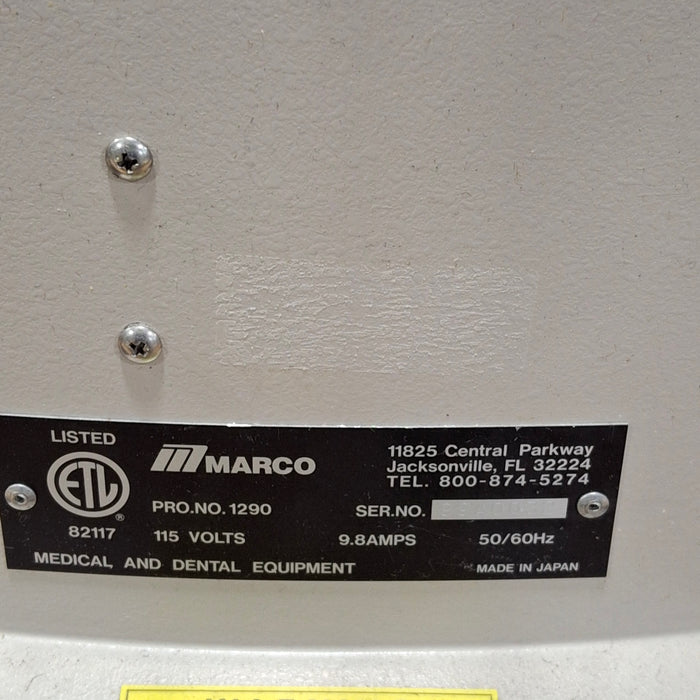 LISTED
ETL
®
82117
MARCO
11825 Central Parkway
Jacksonville, FL 32224
TEL. 800-874-5274
PRO.NO. 1290
SER.NO.
115 VOLTS
9.8AMPS
50/60Hz
MEDICAL AND DENTAL EQUIPMENT
MADE IN JAPAN